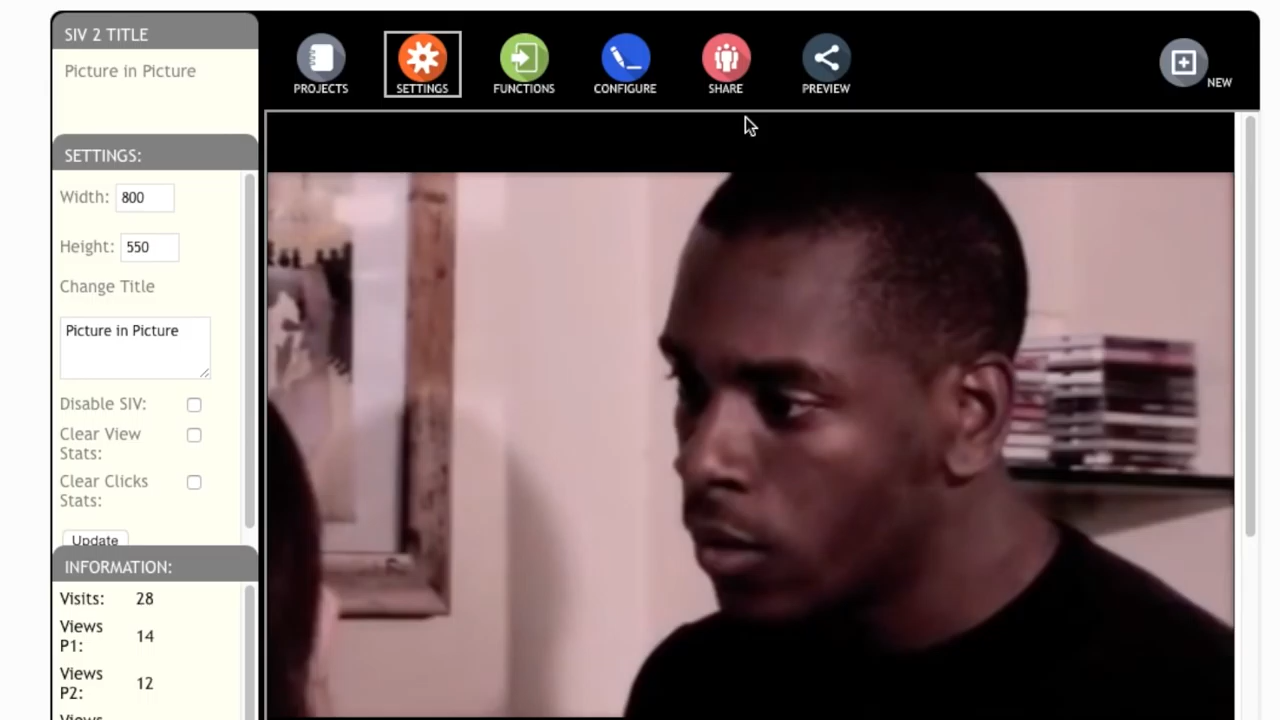 SIV 2 TITLE
Picture in Picture
PROJECTS
SETTINGS
FUNCTIONS
CONFIGURE
SHARE
PREVIEW
NEW
SETTINGS:
Width: 800
Height: 550
Change Title
Picture in Picture
Disable SIV:
Clear View
Stats:
Clear Clicks
Stats:
Update
INFORMATION:
Visits: 28
Views
P1: 14
Views
P2: 12
Views